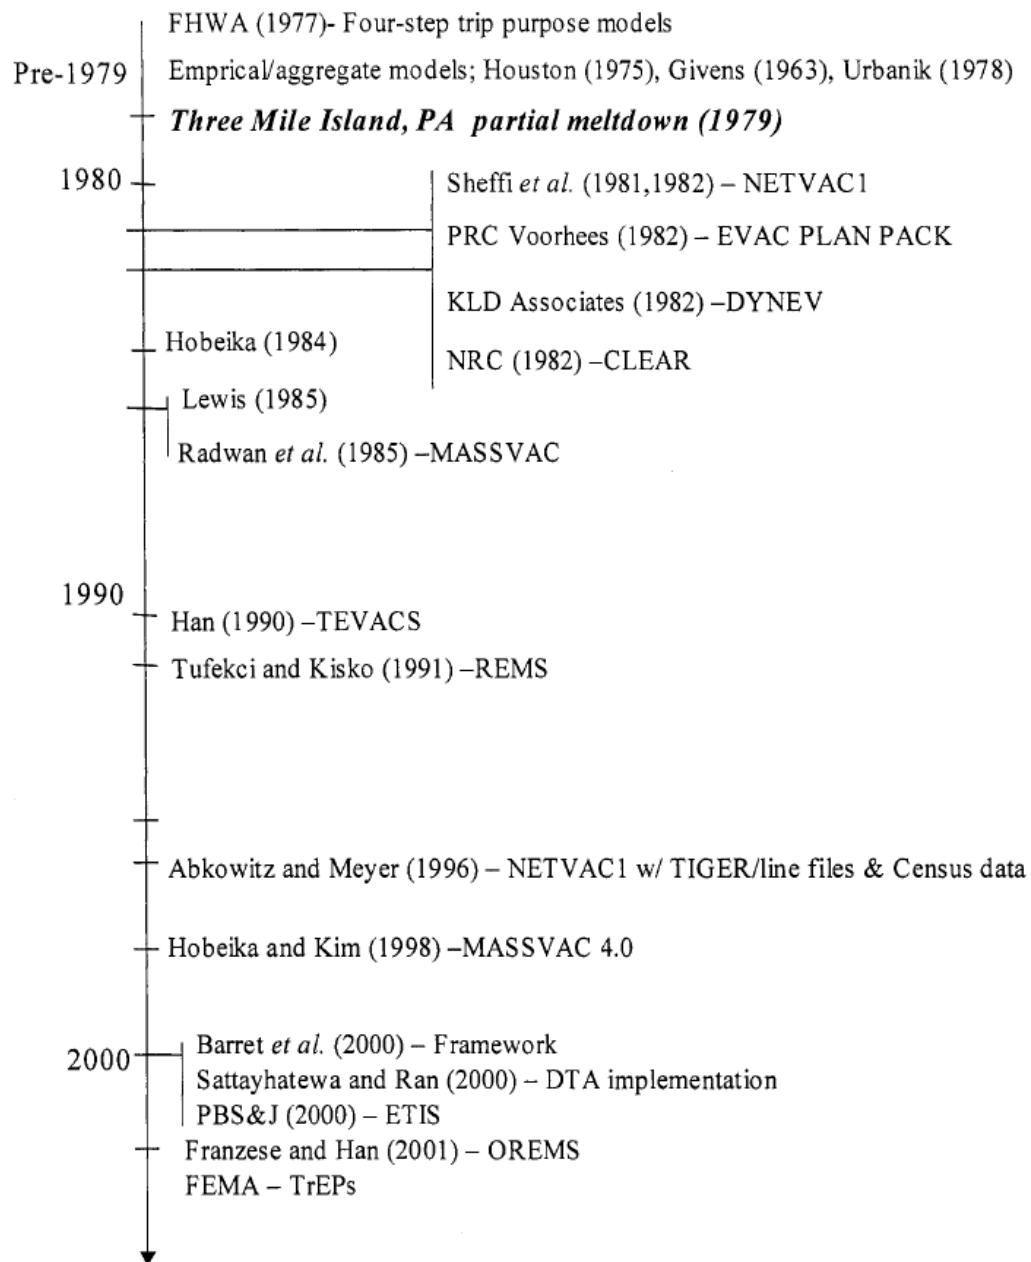 FHWA (1977)- Four-step trip purpose models
Pre-1979
Emprical/aggregate models; Houston (1975), Givens (1963), Urbanik (1978)
Three Mile Island, PA partial meltdown (1979)
1980
Sheffi et al. (1981,1982) – NETVAC1
PRC Voorhees (1982) – EVAC PLAN PACK
KLD Associates (1982) –DYNEV
Hobeika (1984)
NRC (1982) –CLEAR
Lewis (1985)
Radwan et al. (1985) –MASSVAC
1990
Han (1990) –TEVACS
Tufekci and Kisko (1991) –REMS
Abkowitz and Meyer (1996) – NETVAC1 w/ TIGER/line files & Census data
Hobeika and Kim (1998) –MASSVAC 4.0
2000
Barret et al. (2000) – Framework
Sattayhatewa and Ran (2000) – DTA implementation
PBS&J (2000) – ETIS
Franzese and Han (2001) – OREMS
FEMA – TrEPs